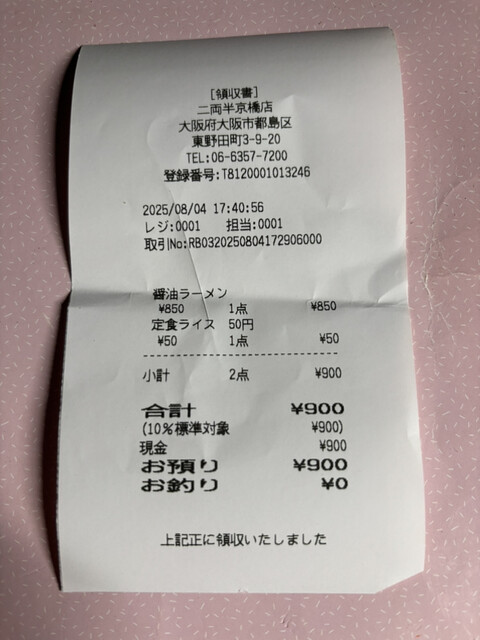 [領収書]
二両半京橋店
大阪府大阪市都島区
東野田町3-9-20
TEL:06-6357-7200
登録番号:T8120001013246
2025/08/04 17:40:56
レジ:0001 担当:0001
取引No:RB0320250804172906000
醤油ラーメン
¥850 1点 ¥850
定食ライス 50円
¥50 1点 ¥50
小計 2点 ¥900
合計 ¥900
(10%標準対象 ¥900)
現金 ¥900
お預り ¥900
お釣り ¥0
上記正に領収いたしました